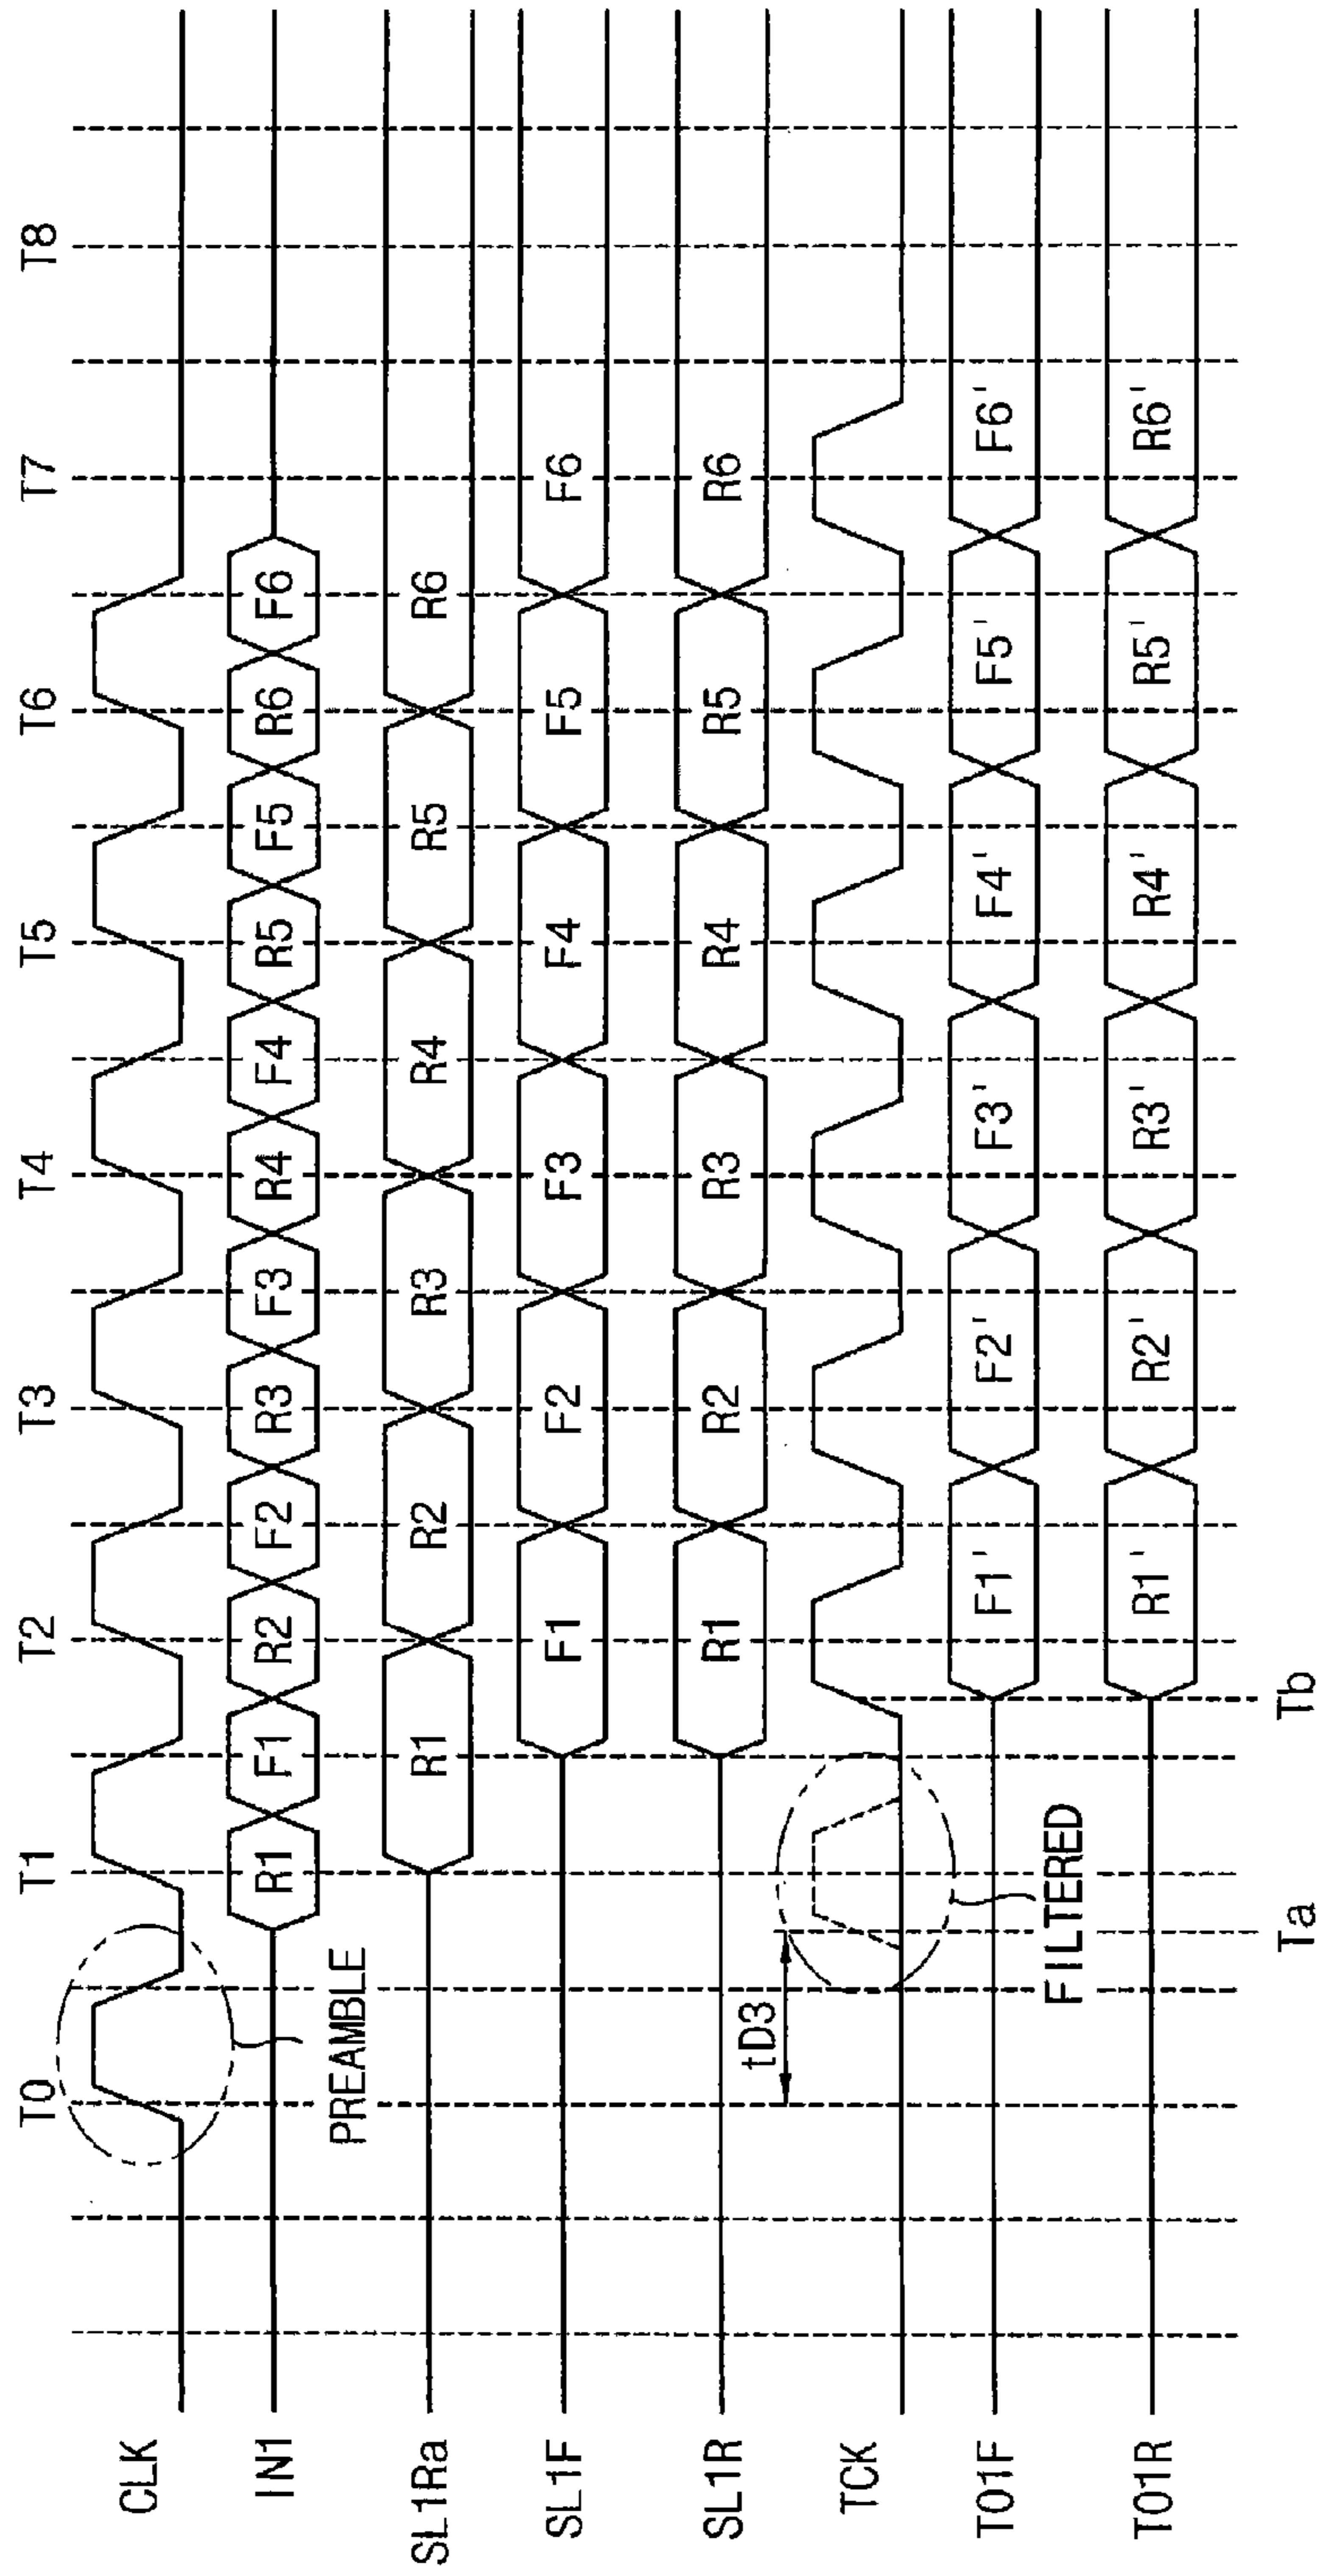 T0 T1 T2 T3 T4 T5 T6 T7 T8
CLK
PREAMBLE
IN1 R1 F1 R2 F2 R3 F3 R4 F4 R5 F5 R6 F6
SL1Ra R1 R2 R3 R4 R5 R6
SL1F F1 F2 F3 F4 F5 F6
SL1R R1 R2 R3 R4 R5 R6
tD3
TCK
FILTERED
TO1F F1' F2' F3' F4' F5' F6'
TO1R R1' R2' R3' R4' R5' R6'
Ta Tb